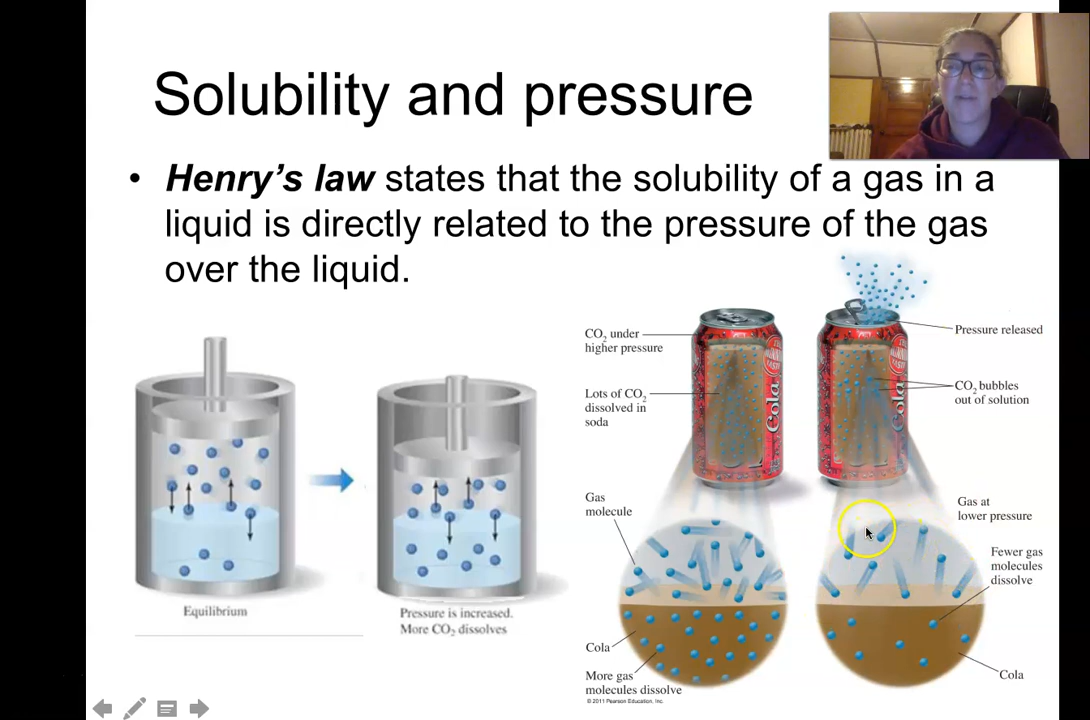 Solubility and pressure
• Henry's law states that the solubility of a gas in a
liquid is directly related to the pressure of the gas
over the liquid.
Equilibrium
Pressure is increased.
More CO₂ dissolves
CO₂ under
higher pressure
Lots of CO₂
dissolved in
soda
Cola
Cola
Pressure released
CO₂ bubbles
out of solution
Gas
molecule
Gas at
lower pressure
Fewer gas
molecules
dissolve
Cola
More gas
molecules dissolve
Cola
© 2011 Pearson Education, Inc.